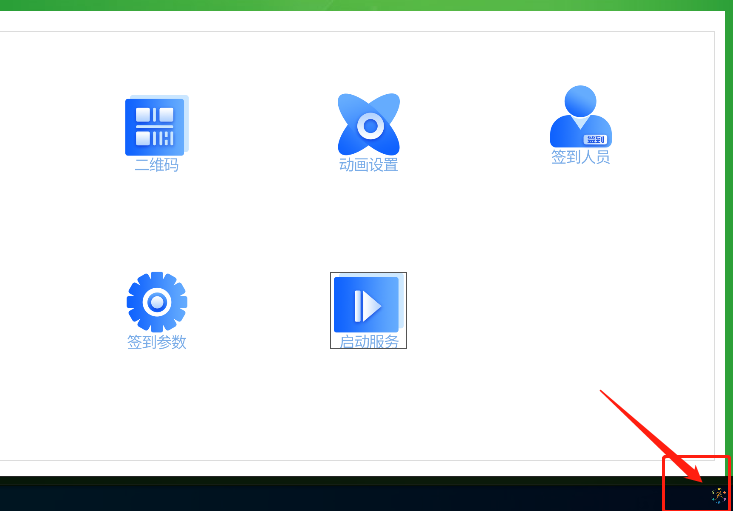 二维码
动画设置
签到
签到人员
签到参数
启动服务